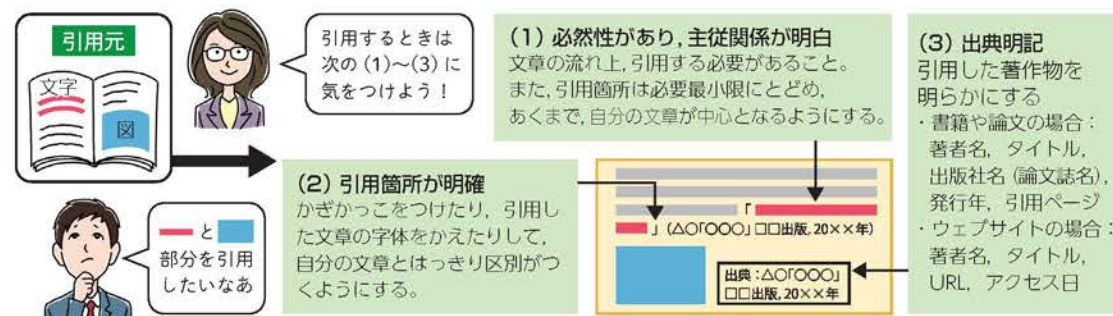 引用元
文字
図
引用するときは
次の(1)～(3)に
気をつけよう！
(1) 必然性があり,主従関係が明白
文章の流れ上,引用する必要があること。
また,引用箇所は必要最小限にとどめ,
あくまで,自分の文章が中心となるようにする。
(2) 引用箇所が明確
かぎかっこをつけたり，引用し
た文章の字体をかえたりして,
自分の文章とはっきり区別がつ
くようにする。
と
部分を引用
したいなあ
「
」(△○「○○○」□□出版, 20××年)
出典：△○「○○○」
□□出版, 20××年
(3) 出典明記
引用した著作物を
明らかにする
・書籍や論文の場合：
著者名，タイトル,
出版社名(論文誌名),
発行年，引用ページ
・ウェブサイトの場合：
著者名，タイトル,
URL，アクセス日